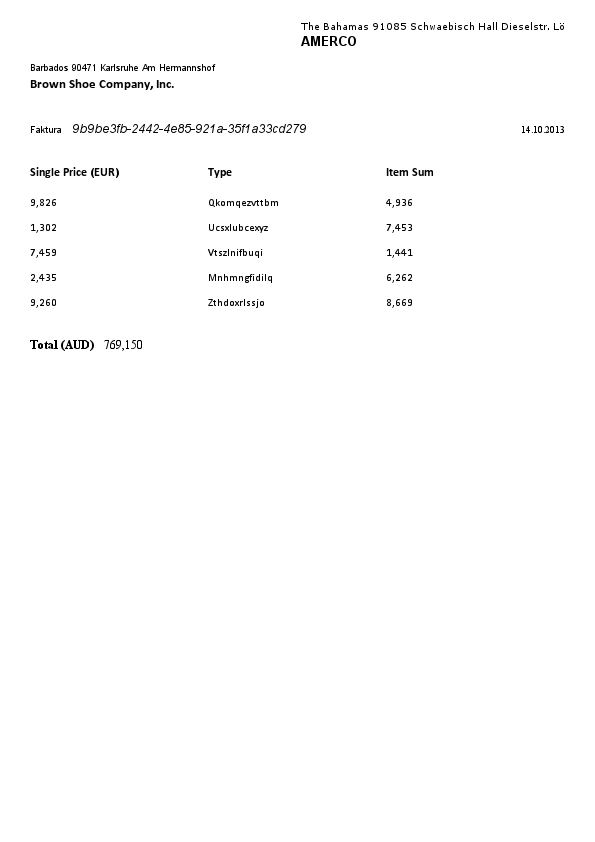 The Bahamas 91085 Schwaebisch Hall Dieselstr. Lö
AMERCO
Barbados 90471 Karlsruhe Am Hermannshof
Brown Shoe Company, Inc.
Faktura 9b9be3fb-2442-4e85-921a-35f1a33cd279 14.10.2013
Single Price (EUR) Type Item Sum
9,826 Qkomqezvttbm 4,936
1,302 Ucsxlubcexyz 7,453
7,459 Vtszlnifbuqi 1,441
2,435 Mnhmngfidilq 6,262
9,260 Zthdoxrlssjo 8,669
Total (AUD) 769,150